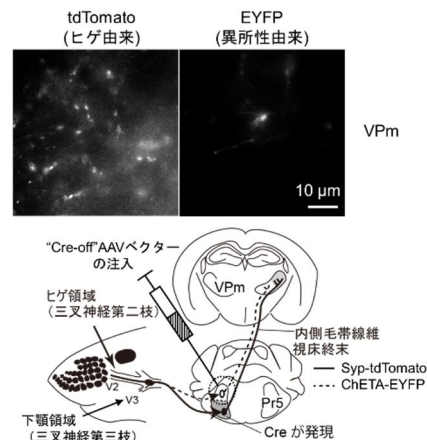 tdTomato
(ヒゲ由来)
EYFP
(異所性由来)
VPm
10 μm
"Cre-off"AAVベクター
の注入
VPm
ヒゲ領域
(三叉神経第二枝)
内側毛帯線維
視床終末
Syp-tdTomato
ChETA-EYFP
V2
V3
Pr5
下顎領域
(三叉神経第三枝)
Cre が発現